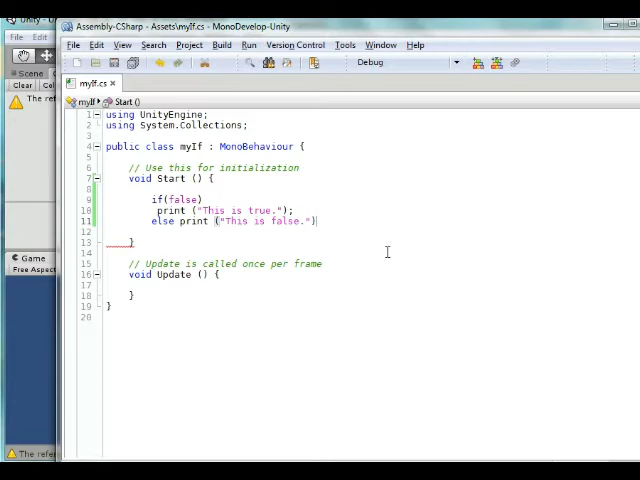 Unity - U
Assembly-CSharp - Assets\myIf.cs - MonoDevelop-Unity
File
File Edit View Search Project Build Run Version Control Tools Window Help
Debug
Scene
myIf.cs ×
Clear Coll
myIf ▸ Start ()
The ref
1 using UnityEngine;
2 using System.Collections;
3
4 public class myIf : MonoBehaviour {
5
6 // Use this for initialization
7 void Start () {
8
9 if(false)
10 print ("This is true.");
11 else print ("This is false.")
12
13 }
14
15 // Update is called once per frame
16 void Update () {
17
18 }
19 }
20
Game
Free Aspect
The refe